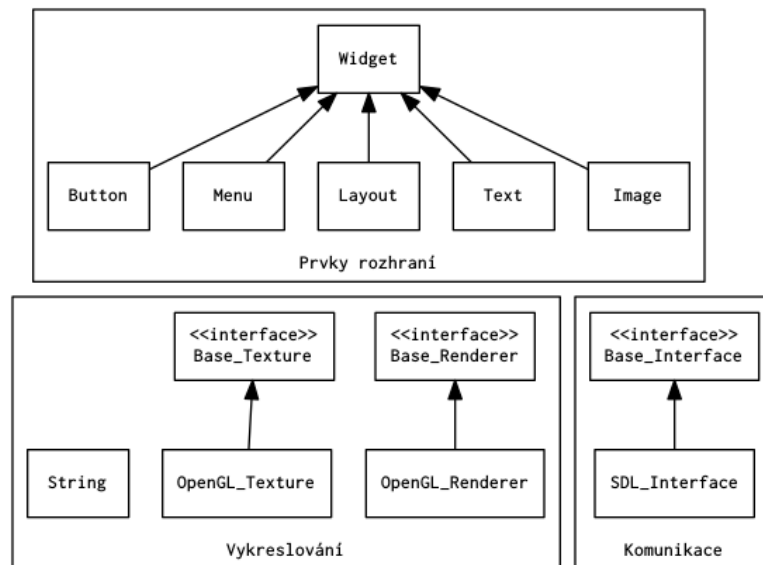 Widget
Button
Menu
Layout
Text
Image
Prvky rozhraní
<<interface>>
Base_Texture
<<interface>>
Base_Renderer
<<interface>>
Base_Interface
String
OpenGL_Texture
OpenGL_Renderer
SDL_Interface
Vykreslování
Komunikace